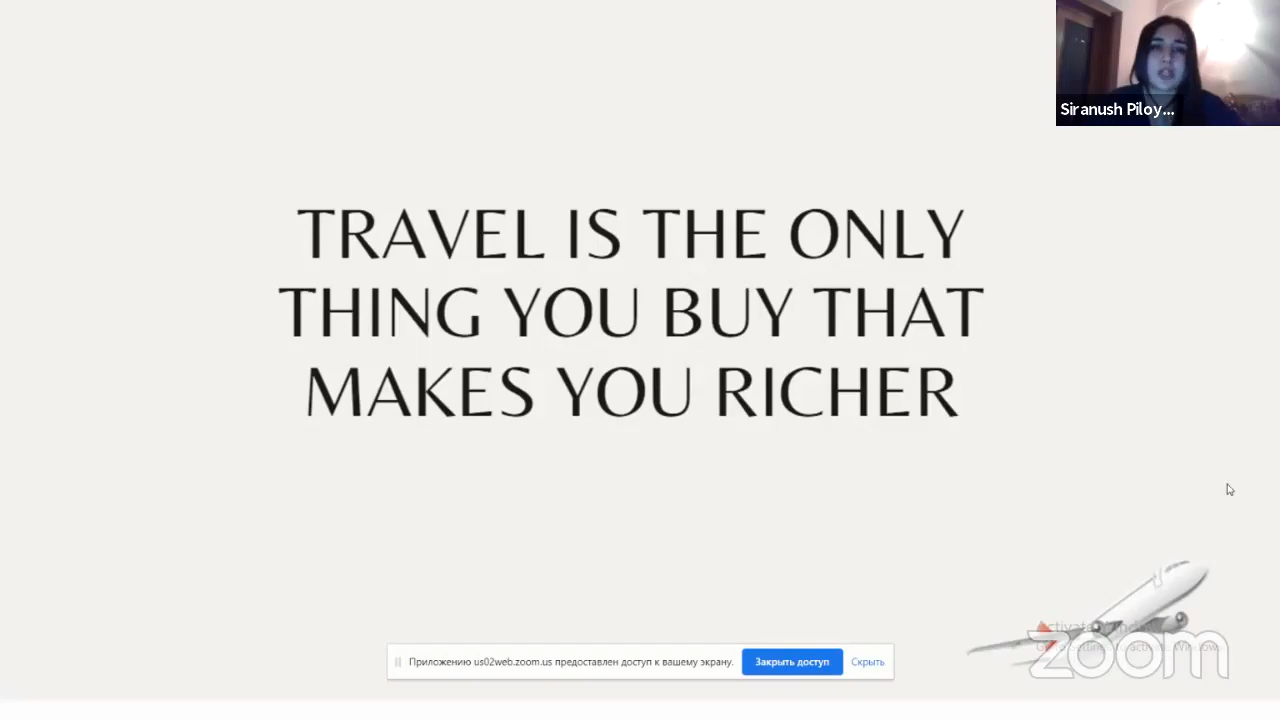 Siranush Piloy...
TRAVEL IS THE ONLY
THING YOU BUY THAT
MAKES YOU RICHER
Приложению us02web.zoom.us предоставлен доступ к вашему экрану.
Закрыть доступ
Скрыть
zoom